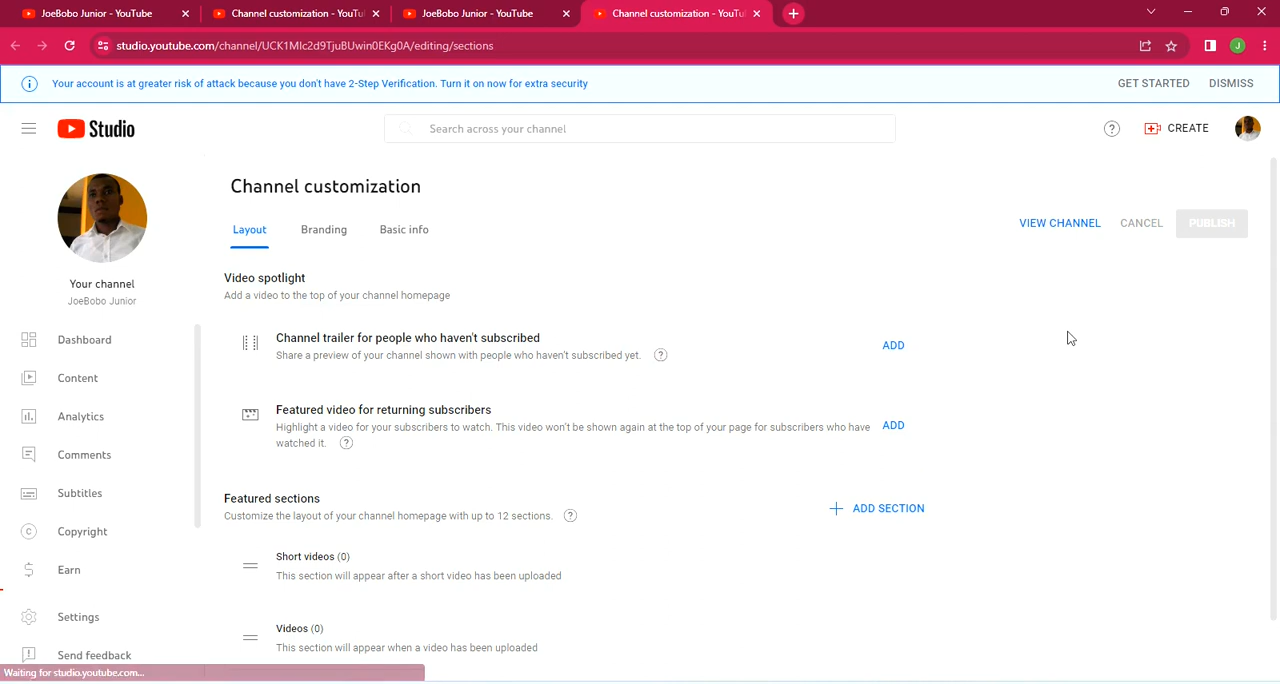 JoeBobo Junior - YouTube
Channel customization - YouTu
JoeBobo Junior - YouTube
Channel customization - YouTu
studio.youtube.com/channel/UCK1Mlc2d9TjuBUwin0EKg0A/editing/sections
J
Your account is at greater risk of attack because you don't have 2-Step Verification. Turn it on now for extra security
GET STARTED
DISMISS
Studio
Search across your channel
CREATE
Channel customization
Layout
Branding
Basic info
VIEW CHANNEL
CANCEL
PUBLISH
Your channel
JoeBobo Junior
Dashboard
Content
Analytics
Comments
Subtitles
Copyright
Earn
Settings
Send feedback
Video spotlight
Add a video to the top of your channel homepage
Channel trailer for people who haven't subscribed
Share a preview of your channel shown with people who haven't subscribed yet.
ADD
Featured video for returning subscribers
Highlight a video for your subscribers to watch. This video won't be shown again at the top of your page for subscribers who have
watched it.
ADD
Featured sections
Customize the layout of your channel homepage with up to 12 sections.
ADD SECTION
Short videos (0)
This section will appear after a short video has been uploaded
Videos (0)
This section will appear when a video has been uploaded
Waiting for studio.youtube.com...